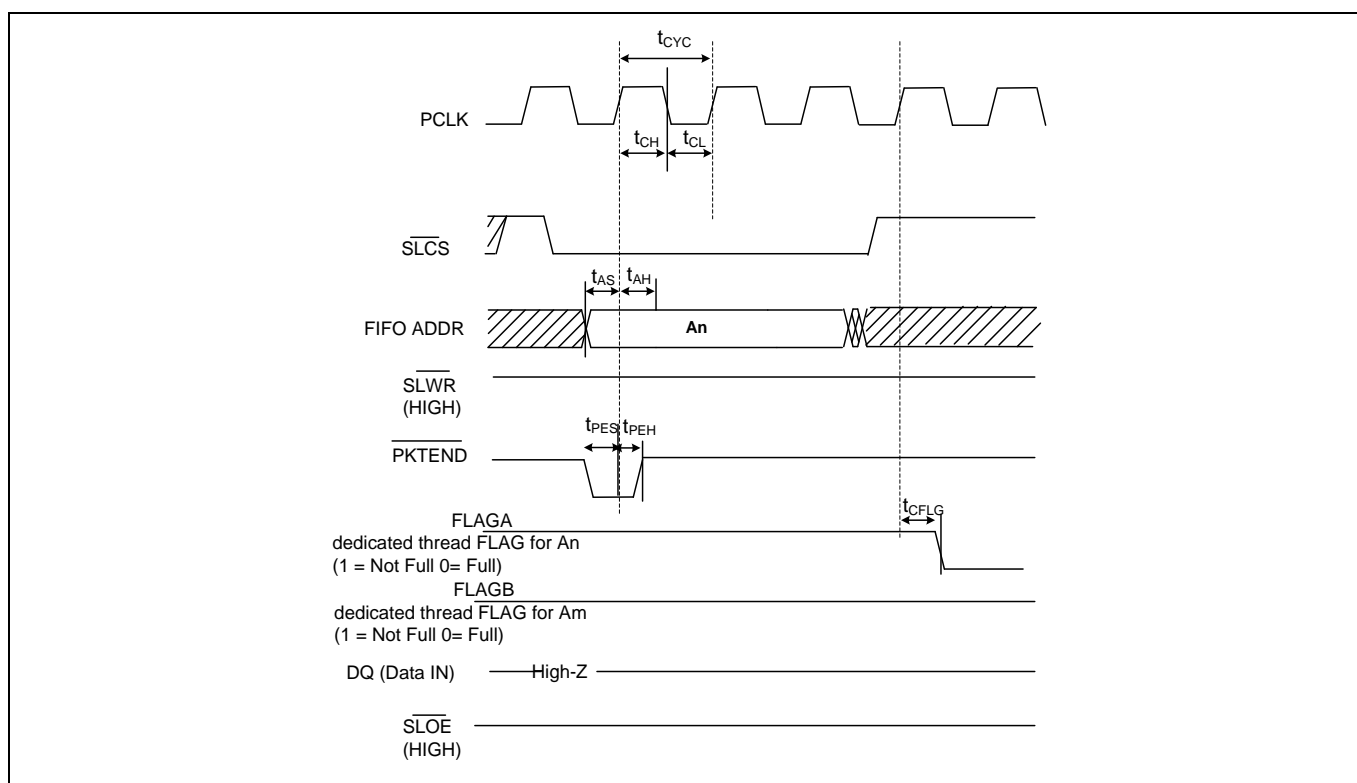 tCYC
PCLK
tCH
tCL
SLCS
tAS
tAH
FIFO ADDR
An
SLWR
(HIGH)
tPES
tPEH
PKTEND
tCFLG
FLAGA
dedicated thread FLAG for An
(1 = Not Full 0= Full)
FLAGB
dedicated thread FLAG for Am
(1 = Not Full 0= Full)
DQ (Data IN)
High-Z
SLOE
(HIGH)